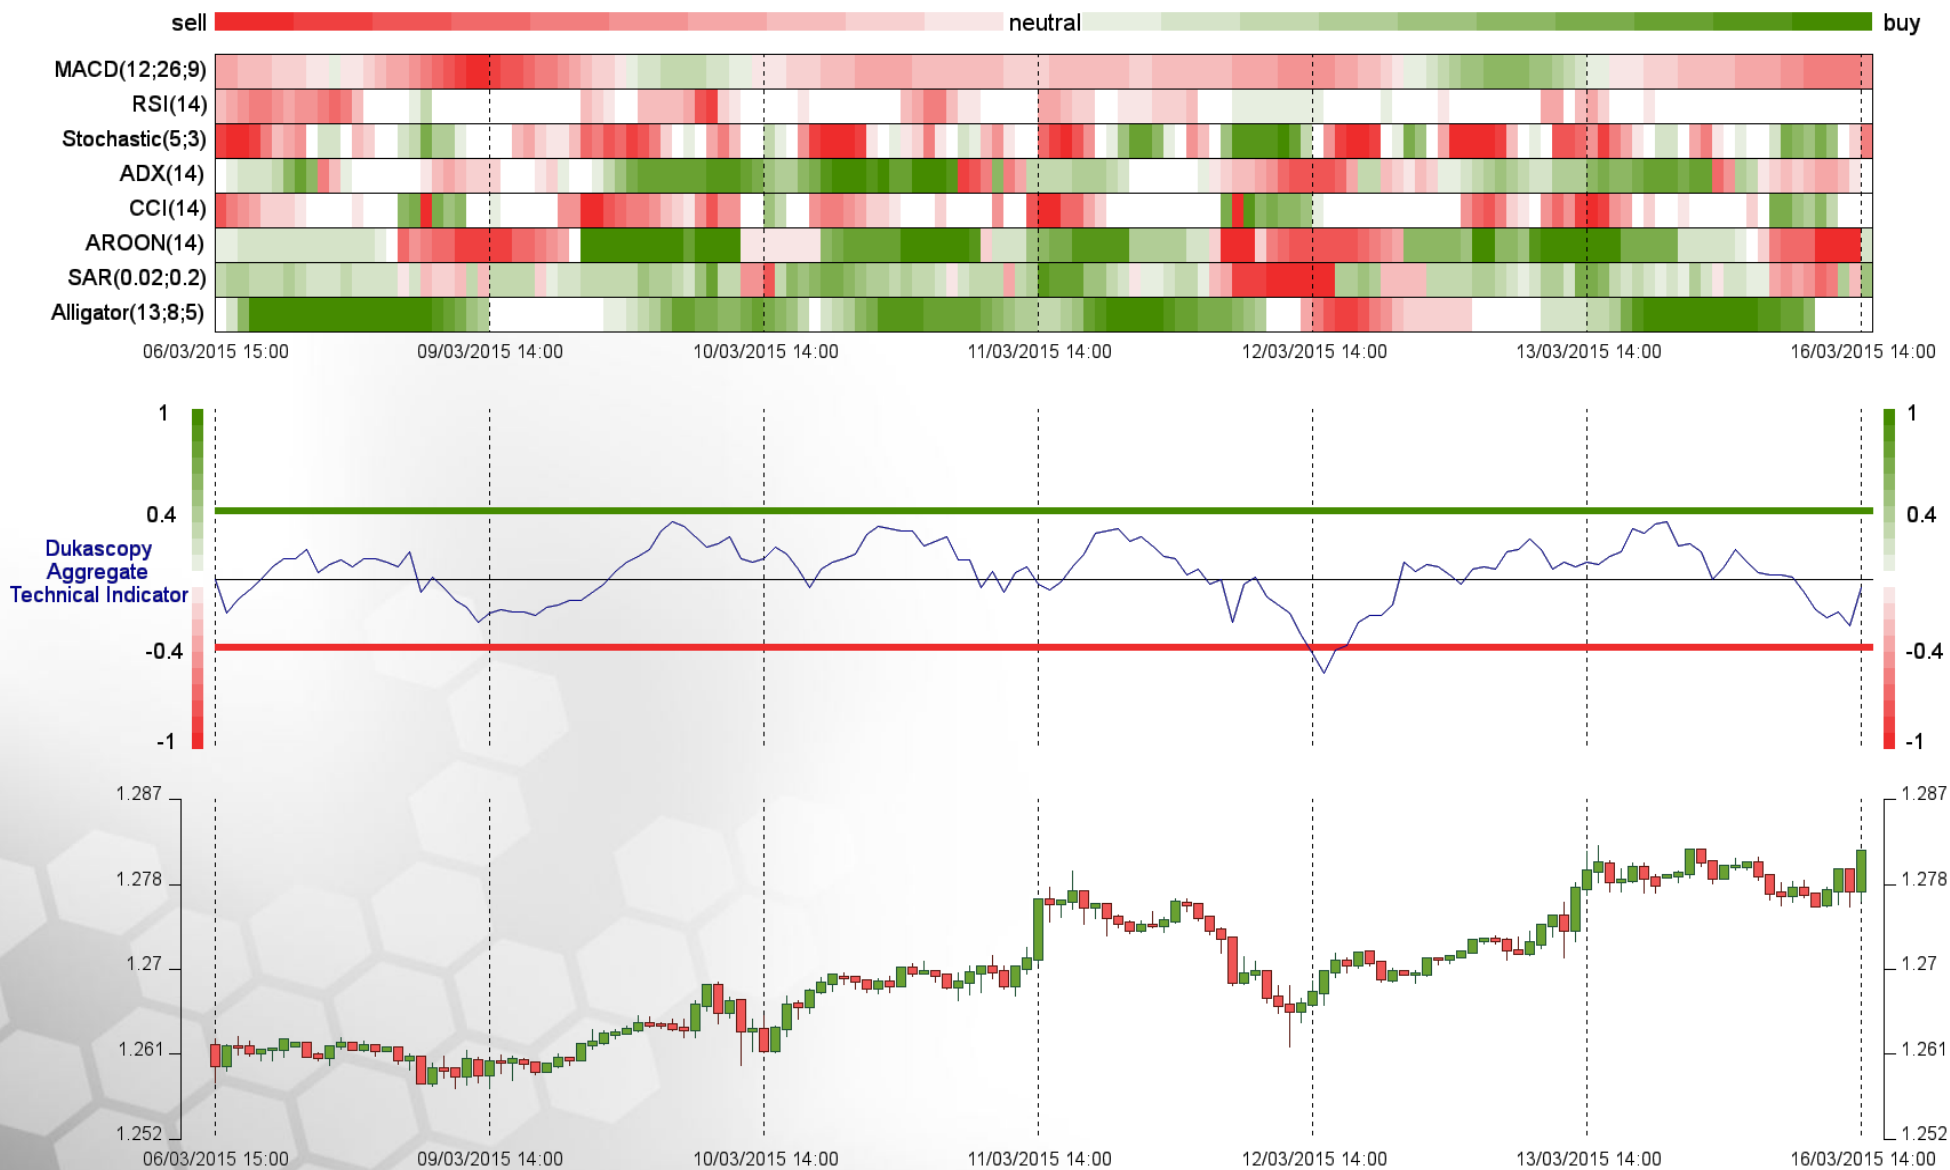 sell neutral buy
MACD(12;26;9)
RSI(14)
Stochastic(5;3)
ADX(14)
CCI(14)
AROON(14)
SAR(0.02;0.2)
Alligator(13;8;5)
06/03/2015 15:00 09/03/2015 14:00 10/03/2015 14:00 11/03/2015 14:00 12/03/2015 14:00 13/03/2015 14:00 16/03/2015 14:00
1 1
0.4 0.4
Dukascopy
Aggregate
Technical Indicator
-0.4 -0.4
-1 -1
1.287 1.287
1.278 1.278
1.27 1.27
1.261 1.261
1.252 1.252
06/03/2015 15:00 09/03/2015 14:00 10/03/2015 14:00 11/03/2015 14:00 12/03/2015 14:00 13/03/2015 14:00 16/03/2015 14:00